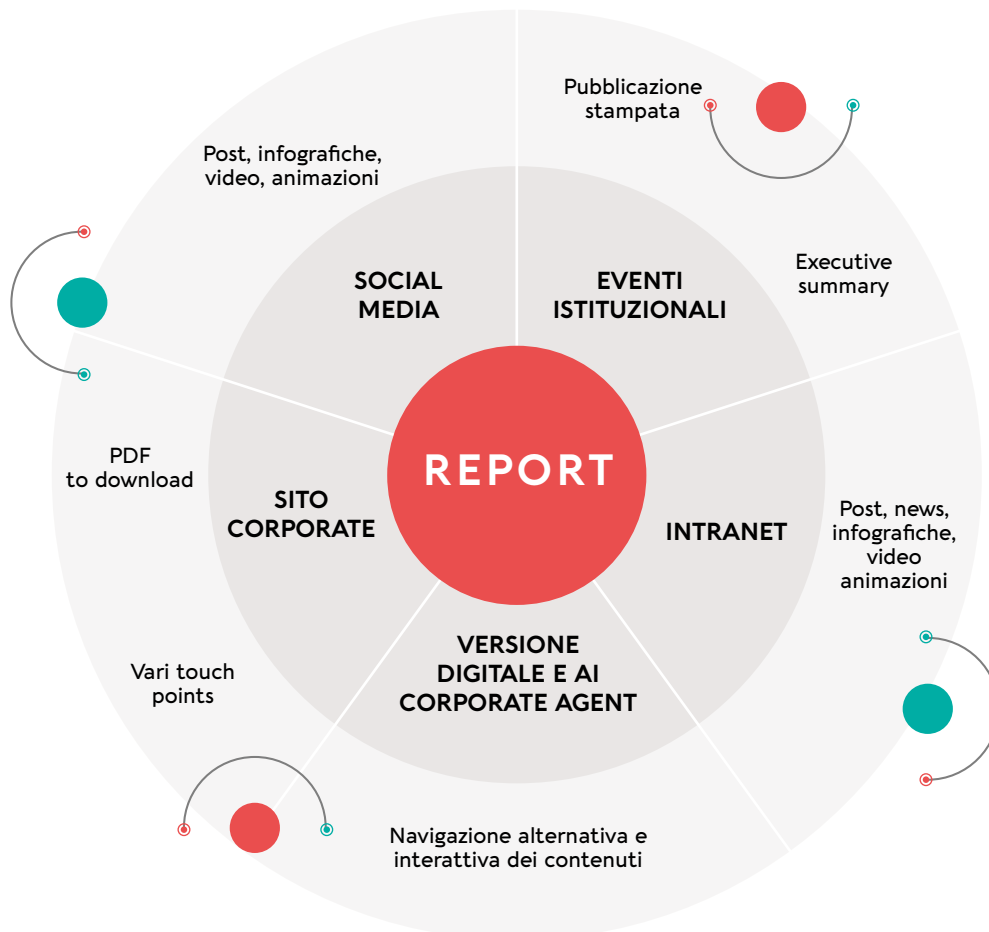 Pubblicazione
stampata
Post, infografiche,
video, animazioni
Executive
summary
SOCIAL
MEDIA
EVENTI
ISTITUZIONALI
REPORT
PDF
to download
SITO
CORPORATE
INTRANET
Post, news,
infografiche,
video
animazioni
VERSIONE
DIGITALE E AI
CORPORATE AGENT
Vari touch
points
Navigazione alternativa e
interattiva dei contenuti